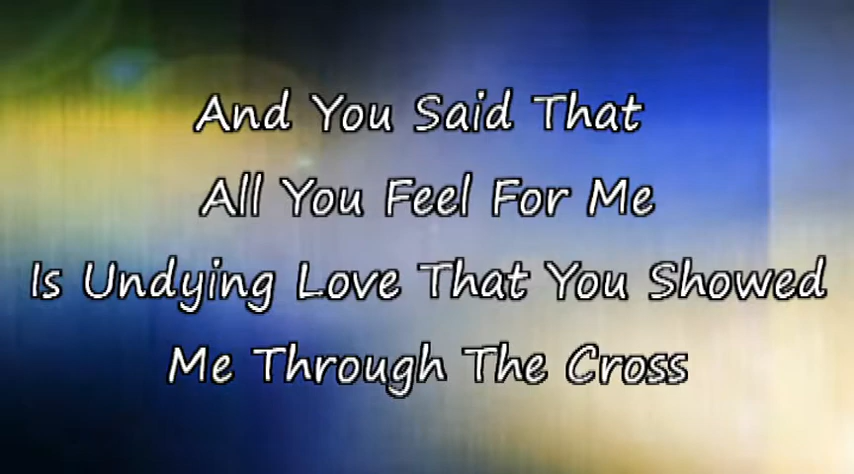 And You Said That
All You Feel For Me
Is Undying Love That You Showed
Me Through The Cross